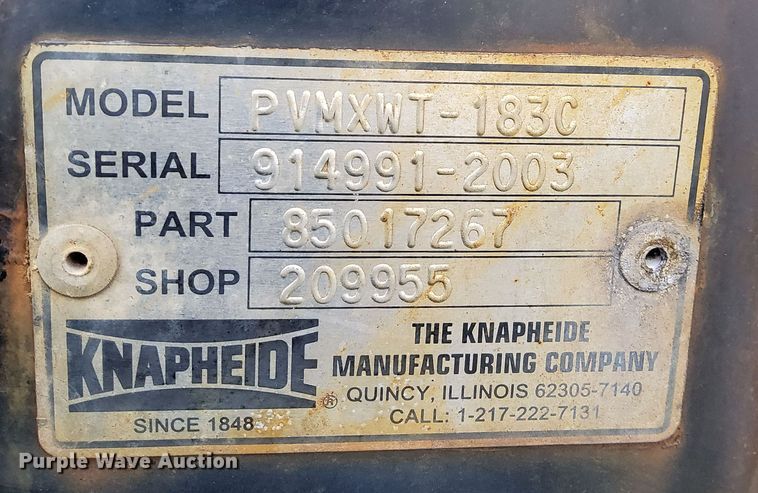 MODEL PVMXWT-183C
SERIAL 914991-2003
PART 85017267
SHOP 209955
KNAPHEIDE ®
SINCE 1848
THE KNAPHEIDE
MANUFACTURING COMPANY
QUINCY, ILLINOIS 62305-7140
CALL: 1-217-222-7131
Purple Wave Auction